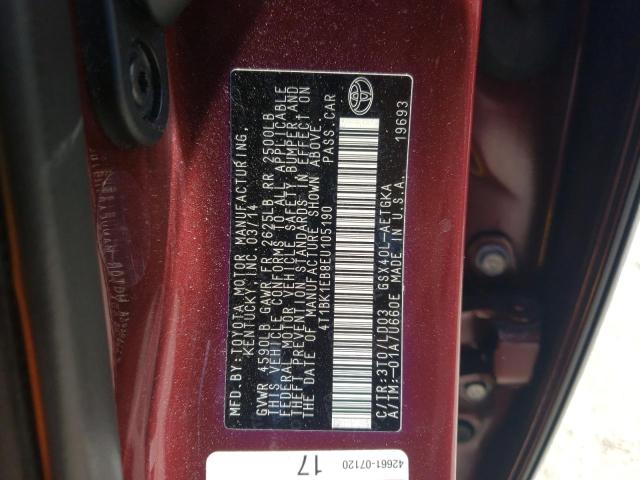 MFD.BY:TOYOTA MOTOR MANUFACTURING,
KENTUCKY,INC. 03/14
GVWR 4590LB GAWR FR 2625LB RR 2500LB
THIS VEHICLE CONFORMS TO ALL APPLICABLE
FEDERAL MOTOR VEHICLE SAFETY, BUMPER, AND
THEFT PREVENTION STANDARDS IN EFFECT ON
THE DATE OF MANUFACTURE SHOWN ABOVE.
4T1BK1EB8EU105190 PASS.CAR
C/TR:3T0/LD03 GSX40L-AETGKA
A/TM:-01A/U660E MADE IN U.S.A.
19693
42661-07120
17